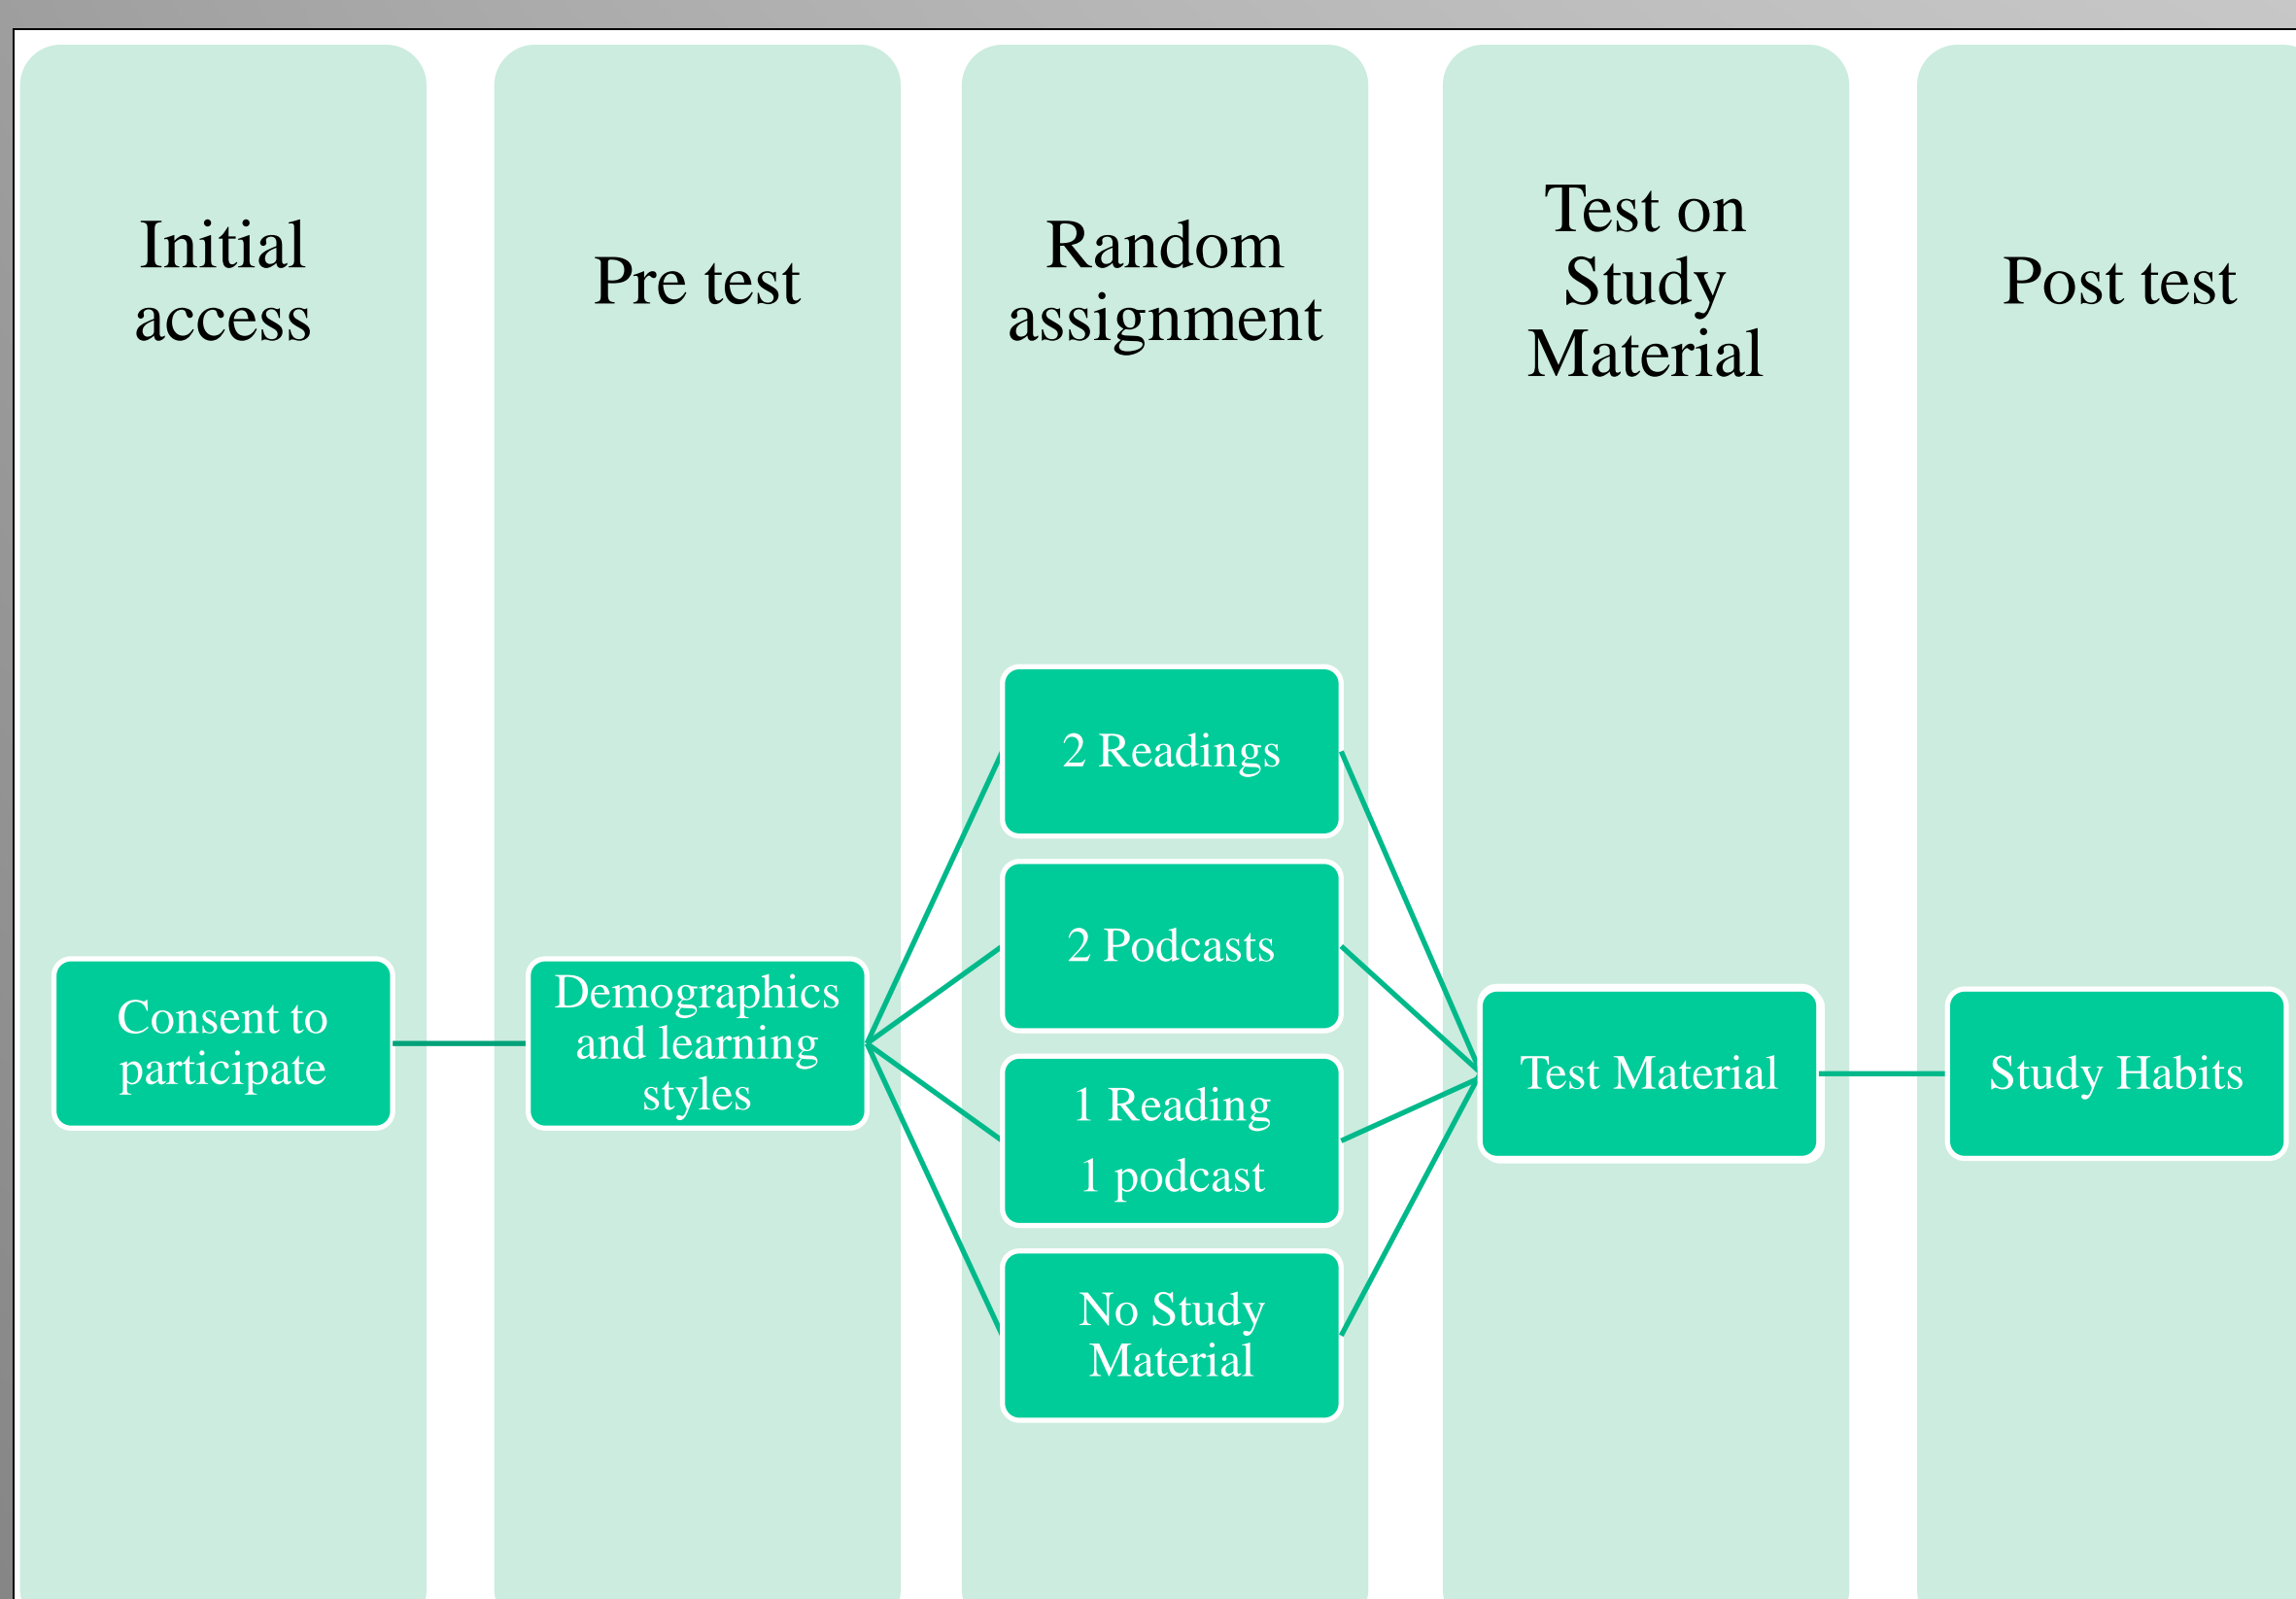 Initial
access
Pre test
Random
assignment
Test on
Study
Material
Post test
Consent to
participate
Demographics
and learning
styles
2 Readings
2 Podcasts
1 Reading
1 podcast
No Study
Material
Test Material
Study Habits